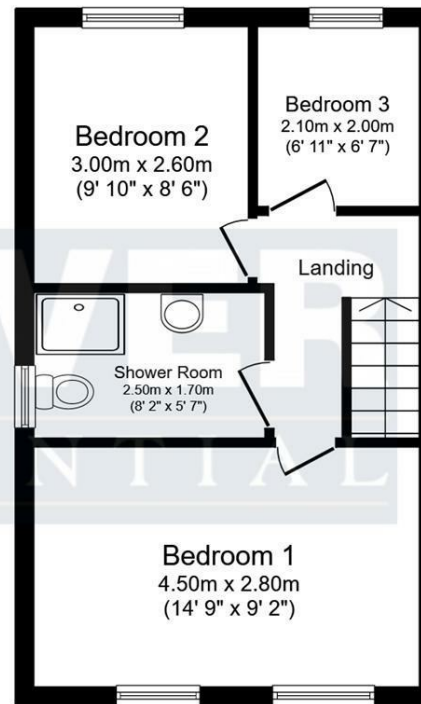 Bedroom 2
3.00m x 2.60m
(9' 10" x 8' 6")
Bedroom 3
2.10m x 2.00m
(6' 11" x 6' 7")
Landing
Shower Room
2.50m x 1.70m
(8' 2" x 5' 7")
Bedroom 1
4.50m x 2.80m
(14' 9" x 9' 2")